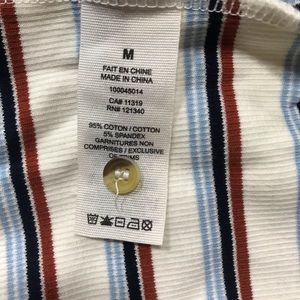 M
FAIT EN CHINE
MADE IN CHINA
100045014
CA# 11319
RN# 121340
95% COTON / COTTON
5% SPANDEX
GARNITURES NON
COMPRISES / EXCLUSIVE
TRIMS